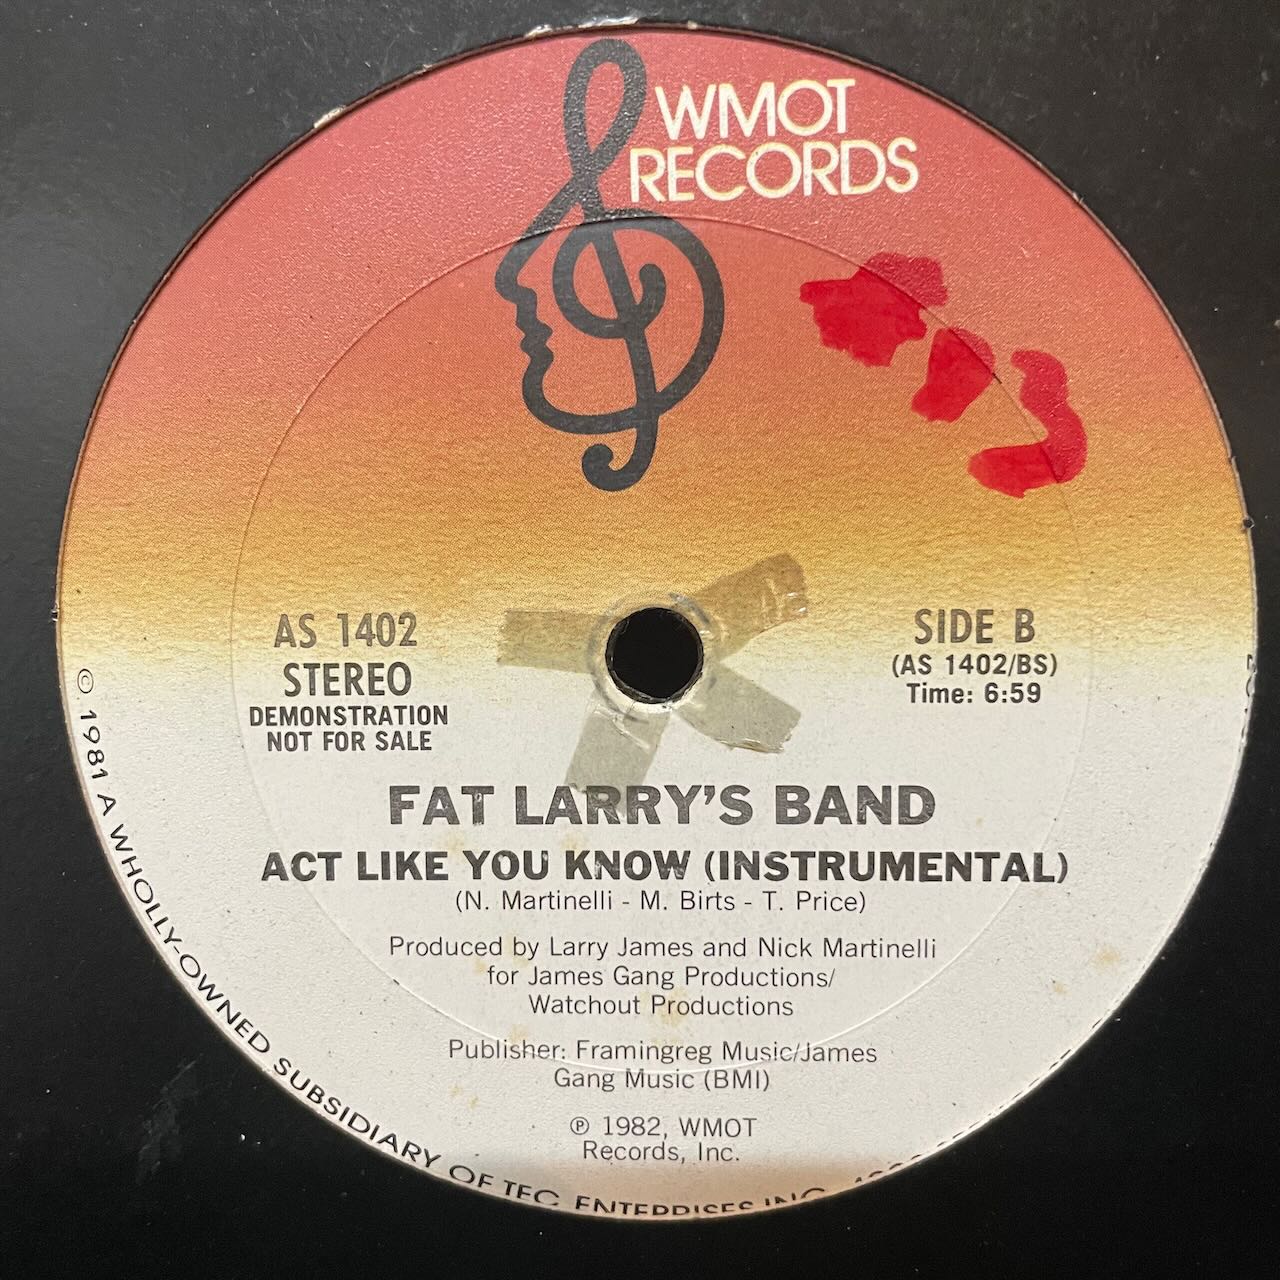 WMOT
RECORDS
AS 1402
STEREO
DEMONSTRATION
NOT FOR SALE
SIDE B
(AS 1402/BS)
Time: 6:59
FAT LARRY'S BAND
ACT LIKE YOU KNOW (INSTRUMENTAL)
(N. Martinelli - M. Birts - T. Price)
Produced by Larry James and Nick Martinelli
for James Gang Productions/
Watchout Productions
Publisher: Framingreg Music/James
Gang Music (BMI)
℗ 1982, WMOT
Records, Inc.
© 1981 A WHOLLY-OWNED SUBSIDIARY OF TEC ENTERPRISES INC.